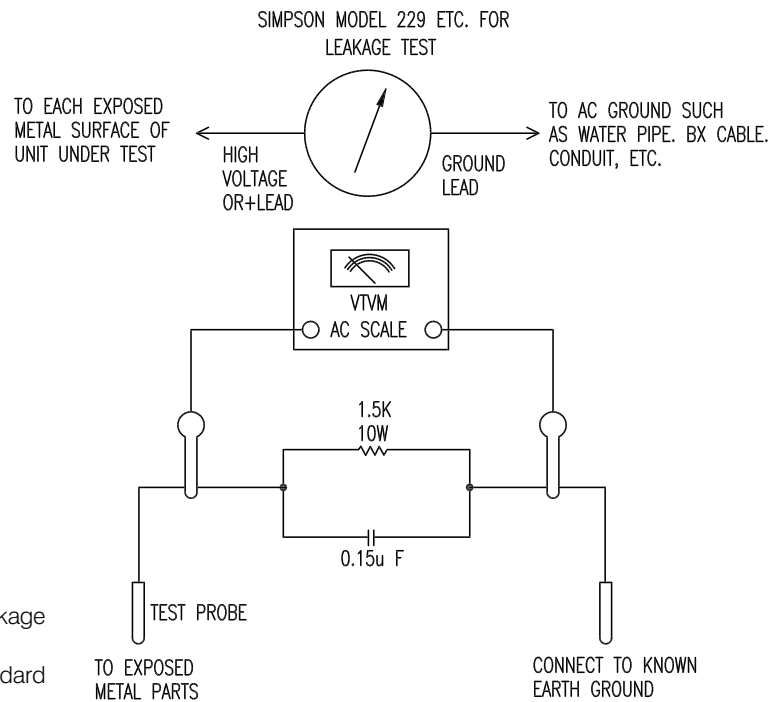 SIMPSON MODEL 229 ETC. FOR
LEAKAGE TEST
TO EACH EXPOSED
METAL SURFACE OF
UNIT UNDER TEST
HIGH
VOLTAGE
OR+LEAD
GROUND
LEAD
TO AC GROUND SUCH
AS WATER PIPE. BX CABLE.
CONDUIT, ETC.
VTVM
AC SCALE
1.5K
10W
0.15u F
kage
TEST PROBE
dard
TO EXPOSED
METAL PARTS
CONNECT TO KNOWN
EARTH GROUND